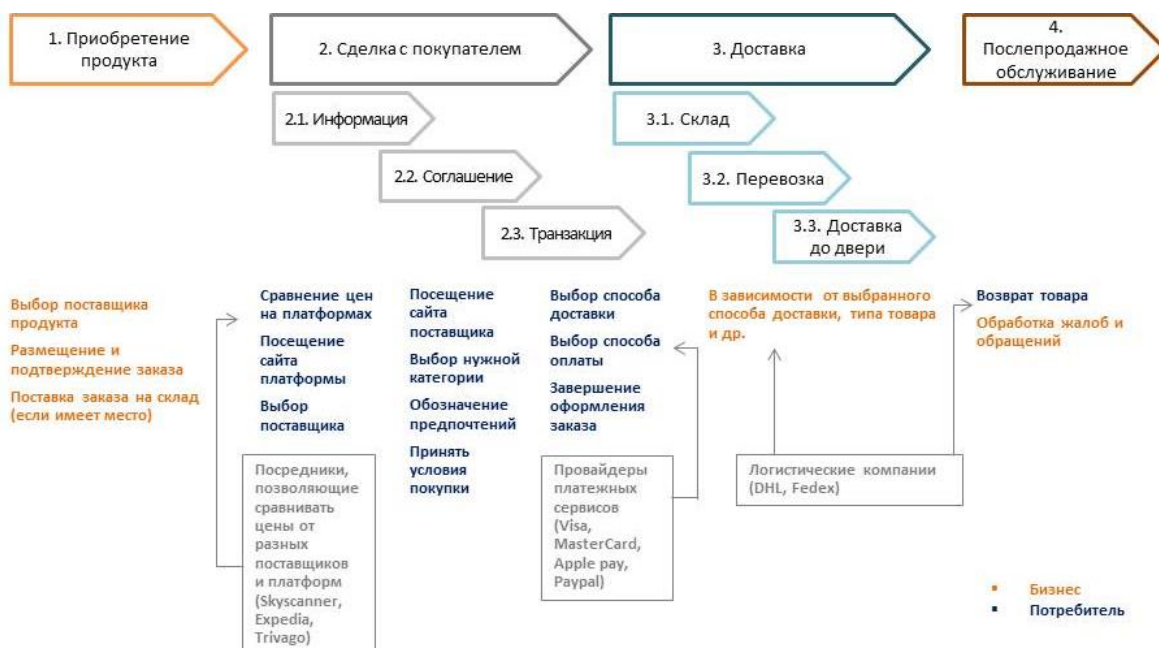 1. Приобретение
продукта
2. Сделка с покупателем
3. Доставка
4.
Послепродажное
обслуживание
2.1. Информация
3.1. Склад
2.2. Соглашение
3.2. Перевозка
2.3. Транзакция
3.3. Доставка
до двери
Выбор поставщика
продукта
Размещение и
подтверждение заказа
Поставка заказа на склад
(если имеет место)
Сравнение цен
на платформах
Посещение
сайта
платформы
Выбор
поставщика
Посредники,
позволяющие
сравнивать
цены от
разных
поставщиков
и платформ
(Skyscanner,
Expedia,
Trivago)
Посещение
сайта
поставщика
Выбор нужной
категории
Обозначение
предпочтений
Принять
условия
покупки
Выбор способа
доставки
Выбор способа
оплаты
Завершение
оформления
заказа
Провайдеры
платежных
сервисов
(Visa,
MasterCard,
Apple pay,
Paypal)
В зависимости от выбранного
способа доставки, типа товара
и др.
Логистические компании
(DHL, Fedex)
Возврат товара
Обработка жалоб и
обращений
Бизнес
Потребитель